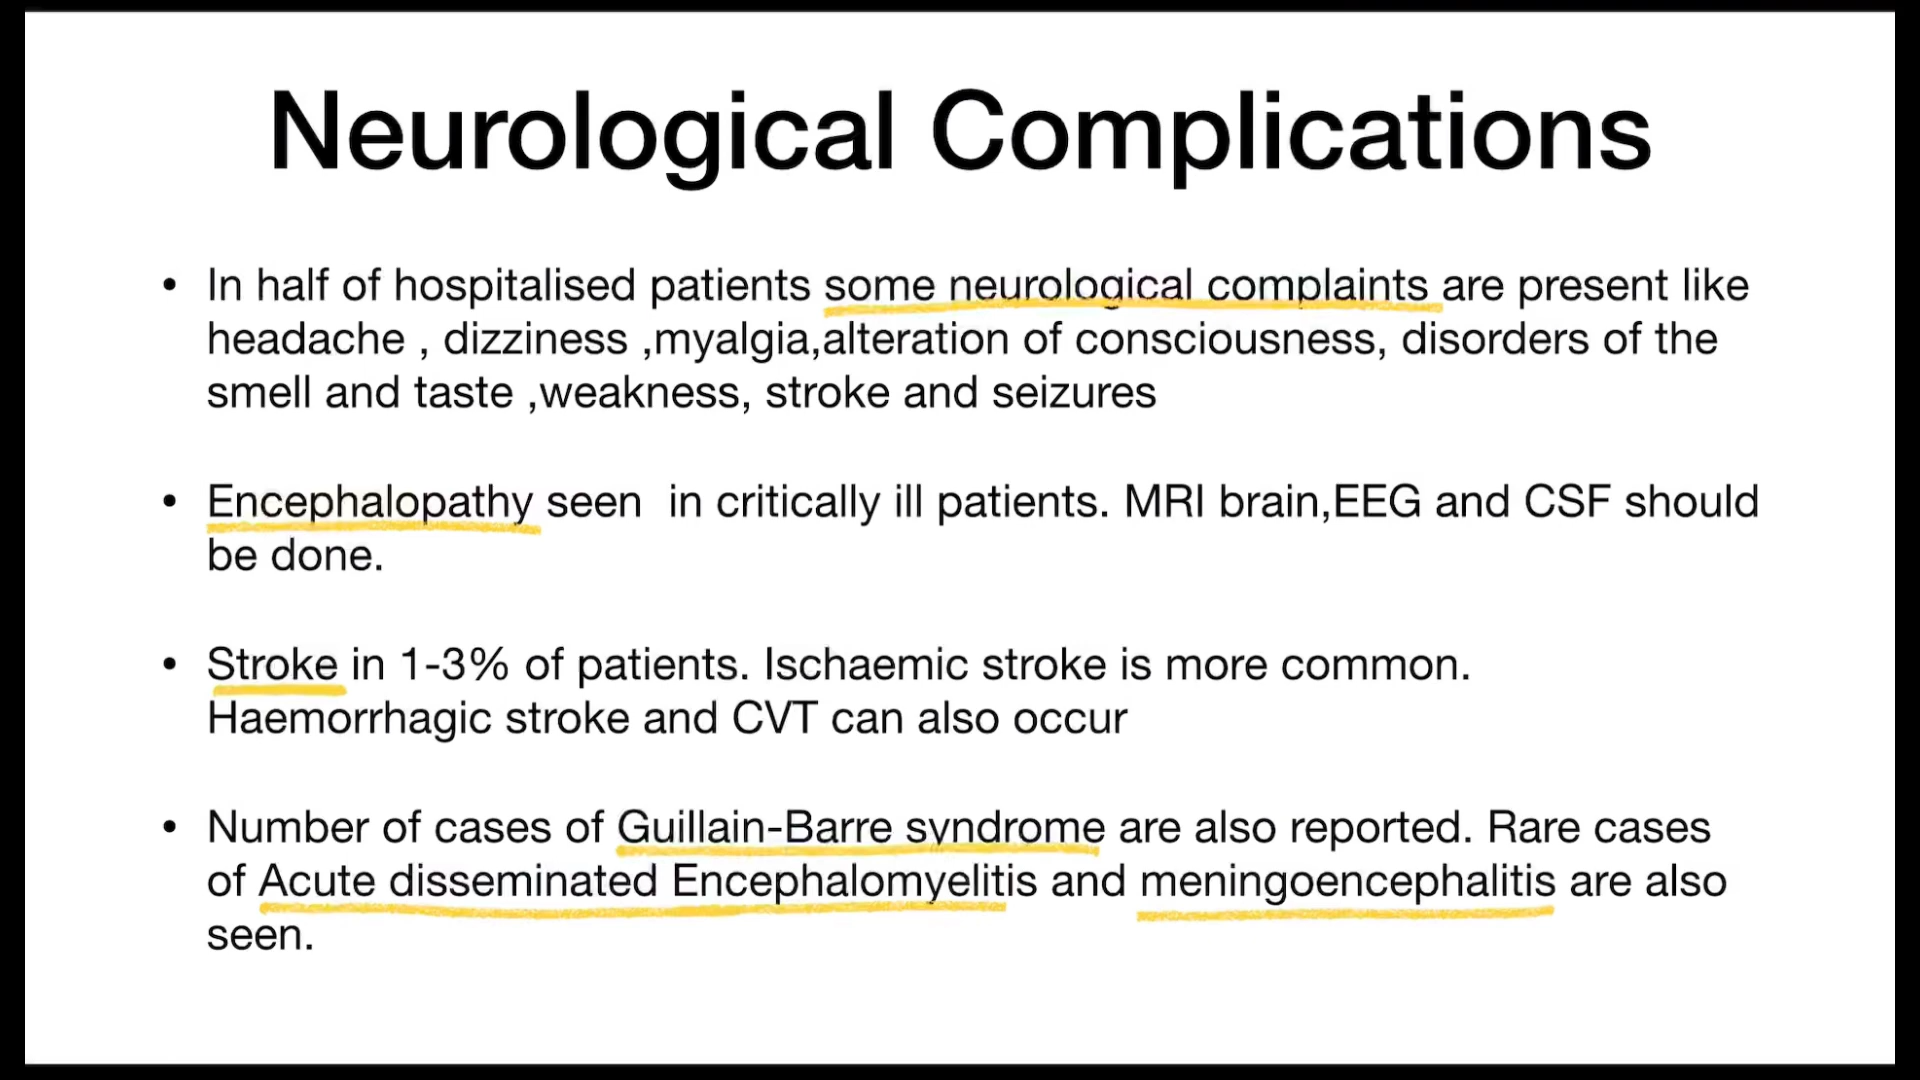 Neurological Complications
• In half of hospitalised patients some neurological complaints are present like
headache , dizziness ,myalgia,alteration of consciousness, disorders of the
smell and taste ,weakness, stroke and seizures
• Encephalopathy seen  in critically ill patients. MRI brain,EEG and CSF should
be done.
• Stroke in 1-3% of patients. Ischaemic stroke is more common.
Haemorrhagic stroke and CVT can also occur
• Number of cases of Guillain-Barre syndrome are also reported. Rare cases
of Acute disseminated Encephalomyelitis and meningoencephalitis are also
seen.